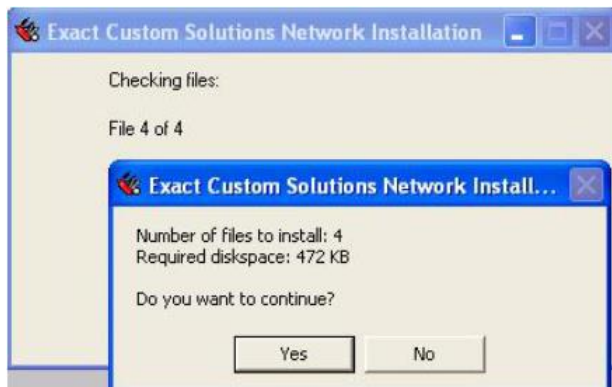 Exact Custom Solutions Network Installation
Checking files:
File 4 of 4
Exact Custom Solutions Network Install...
Number of files to install: 4
Required diskspace: 472 KB
Do you want to continue?
Yes
No